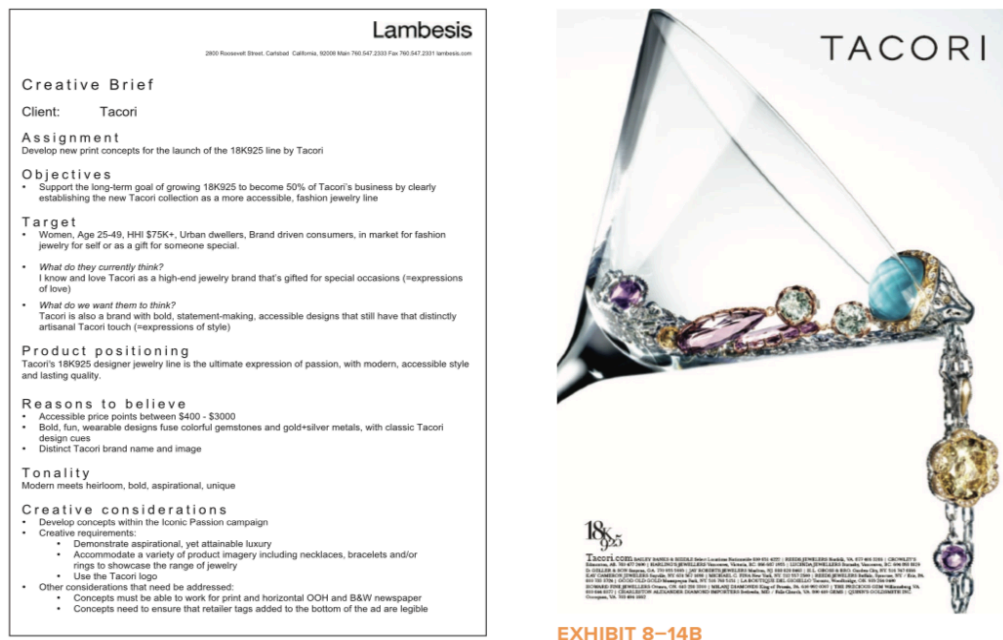 Lambesis
2800 Roosevelt Street, Carlsbad California, 92008 Main 760.547.2333 Fax 760.547.2331 lambesis.com
Creative Brief
Client: Tacori
Assignment
Develop new print concepts for the launch of the 18K925 line by Tacori
Objectives
• Support the long-term goal of growing 18K925 to become 50% of Tacori's business by clearly
establishing the new Tacori collection as a more accessible, fashion jewelry line
Target
• Women, Age 25-49, HHI $75K+, Urban dwellers, Brand driven consumers, in market for fashion
jewelry for self or as a gift for someone special.
• What do they currently think?
I know and love Tacori as a high-end jewelry brand that's gifted for special occasions (=expressions
of love)
• What do we want them to think?
Tacori is also a brand with bold, statement-making, accessible designs that still have that distinctly
artisanal Tacori touch (=expressions of style)
Product positioning
Tacori's 18K925 designer jewelry line is the ultimate expression of passion, with modern, accessible style
and lasting quality.
Reasons to believe
• Accessible price points between $400 - $3000
• Bold, fun, wearable designs fuse colorful gemstones and gold+silver metals, with classic Tacori
design cues
• Distinct Tacori brand name and image
Tonality
Modern meets heirloom, bold, aspirational, unique
Creative considerations
• Develop concepts within the Iconic Passion campaign
• Creative requirements:
• Demonstrate aspirational, yet attainable luxury
• Accommodate a variety of product imagery including necklaces, bracelets and/or
rings to showcase the range of jewelry
• Use the Tacori logo
• Other considerations that need be addressed:
• Concepts must be able to work for print and horizontal OOH and B&W newspaper
• Concepts need to ensure that retailer tags added to the bottom of the ad are legible
TACORI
18K
925
Tacori.com
EXHIBIT 8–14B